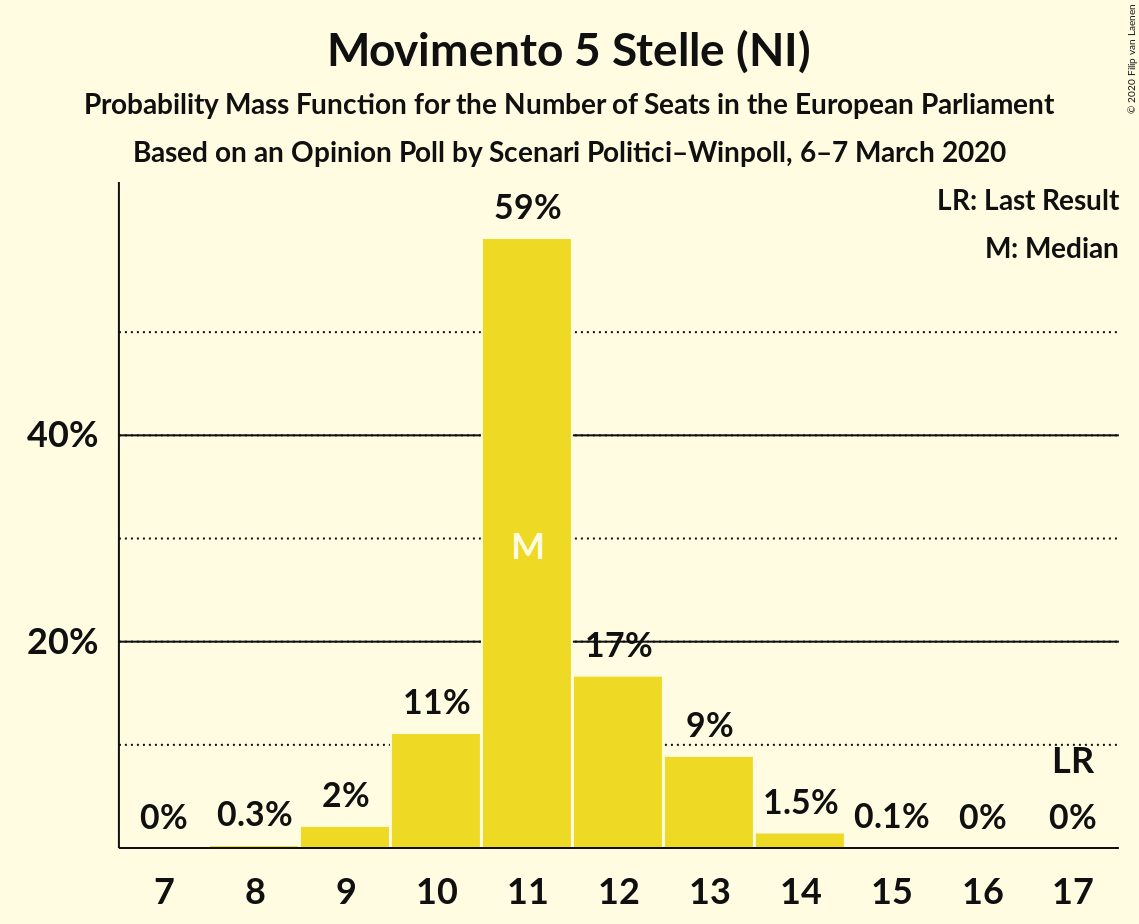 Movimento 5 Stelle (NI)
Probability Mass Function for the Number of Seats in the European Parliament
Based on an Opinion Poll by Scenari Politici–Winpoll, 6–7 March 2020
© 2020 Filip van Laenen
LR: Last Result
M: Median
59%
40%
M
20%
17%
11%
9%
LR
2%
1.5%
0% 0.3% 0.1% 0% 0%
7 8 9 10 11 12 13 14 15 16 17